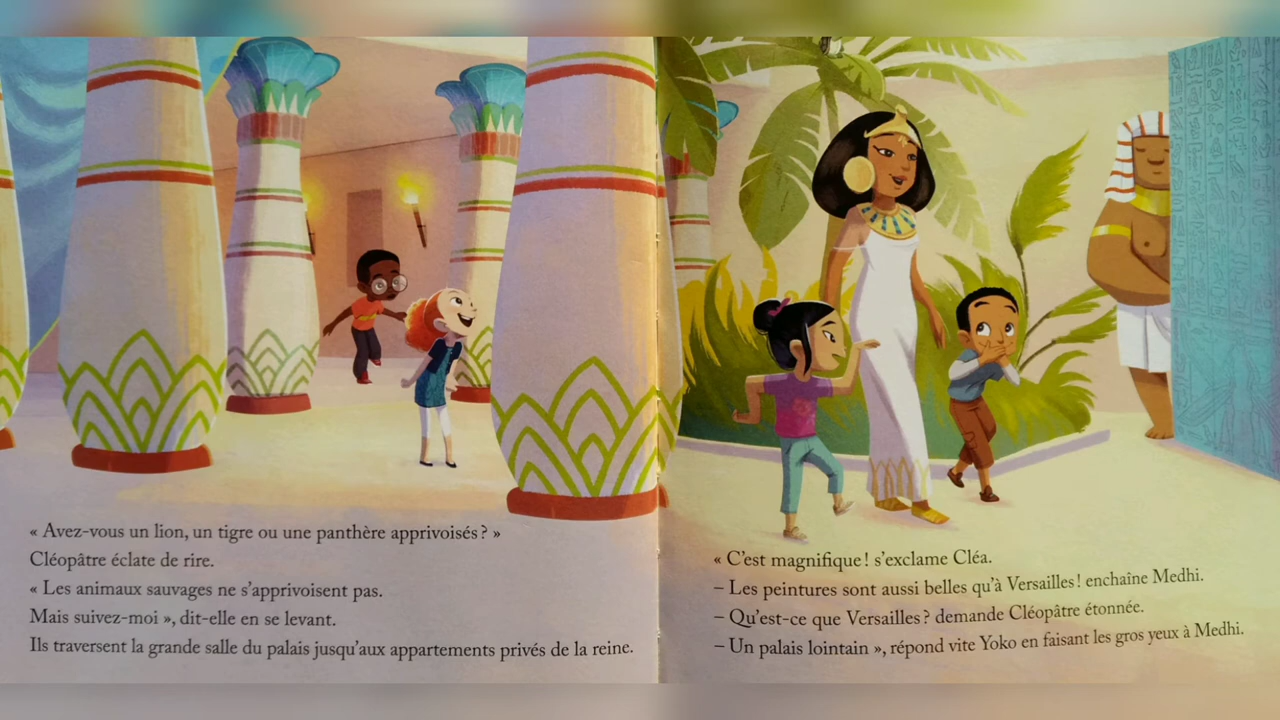 « Avez-vous un lion, un tigre ou une panthère apprivoisés ? »
Cléopâtre éclate de rire.
« Les animaux sauvages ne s'apprivoisent pas.
Mais suivez-moi », dit-elle en se levant.
Ils traversent la grande salle du palais jusqu'aux appartements privés de la reine.
« C'est magnifique ! s'exclame Cléa.
– Les peintures sont aussi belles qu'à Versailles ! enchaîne Medhi.
– Qu'est-ce que Versailles ? demande Cléopâtre étonnée.
– Un palais lointain », répond vite Yoko en faisant les gros yeux à Medhi.